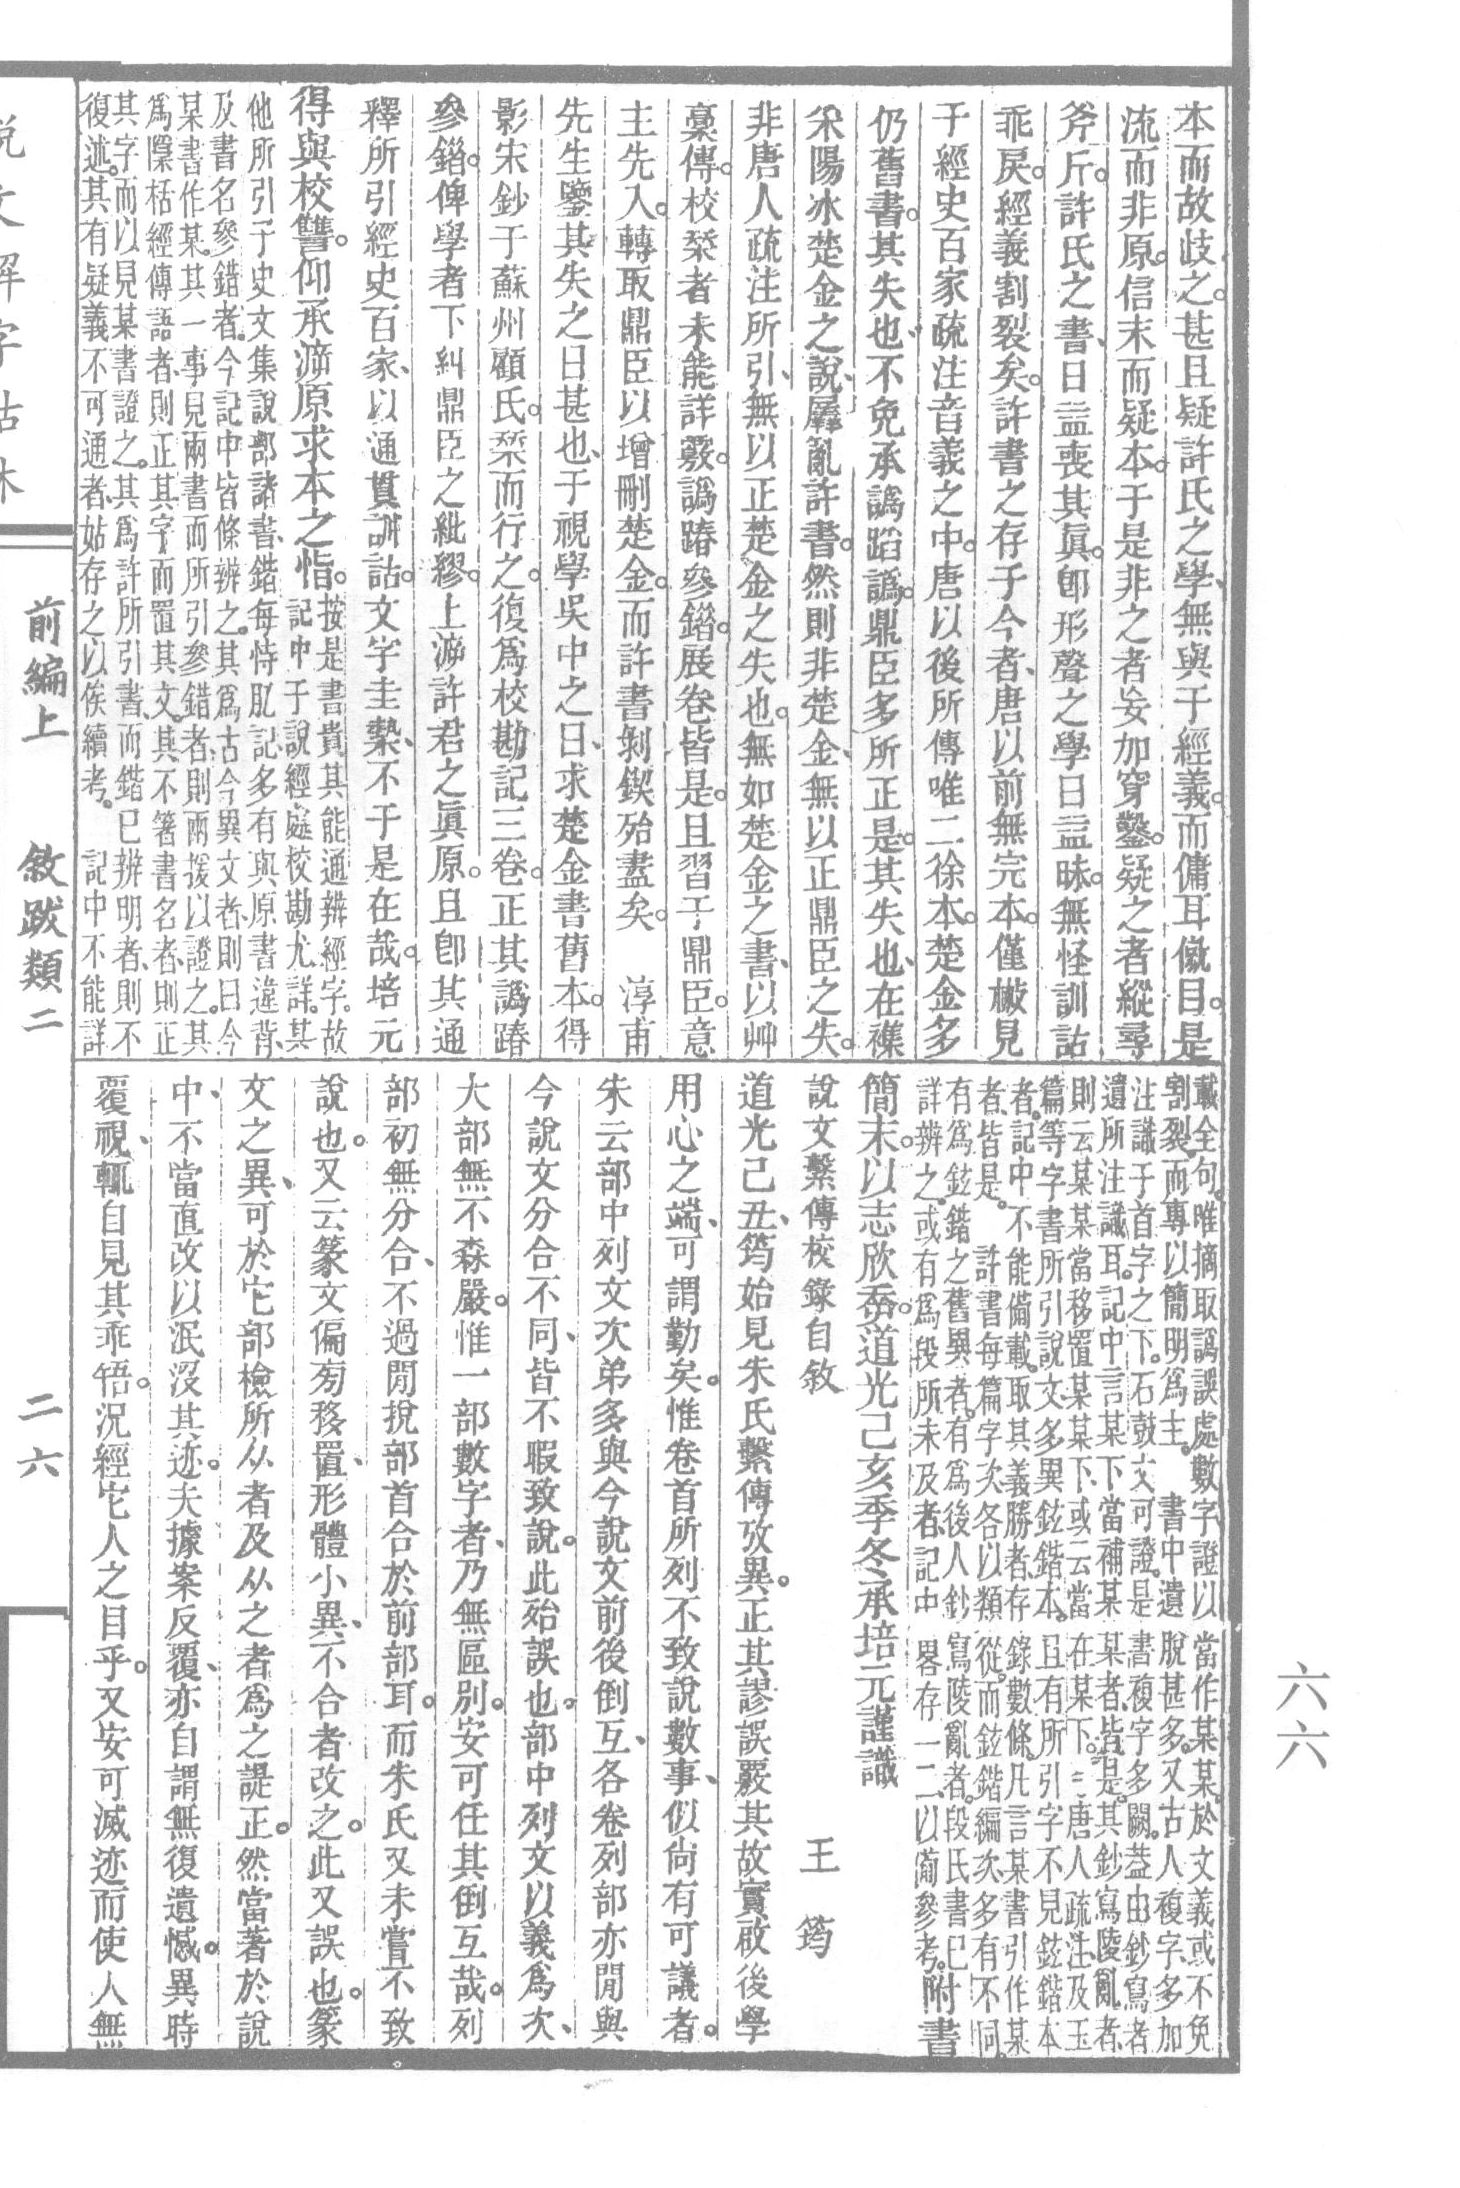 本而故歧之。甚且疑許氏之學、無與于經義。而傭耳僦目。是
流而非原。信末而疑本。于是非之者妄加穿鑿。疑之者縱尋
斧斤。許氏之書、日益喪其眞。卽形聲之學日益昧。無怪訓詁
乖戾。經義割裂矣。許書之存于今者、唐以前無完本。僅檆見
于經史百家疏注音義之中。唐以後所傳唯二徐本。楚金多
仍舊書。其失也、不免承譌蹈譌。鼎臣多所正是。其失也、在襍
糅陽冰楚金之說、羼亂許書。然則非楚金、無以正鼎臣之失。
非唐人疏注所引、無以正楚金之失也。無如楚金之書、以艸
稾傳。校栞者未能詳覈。譌踳參錯。展卷皆是。且習于鼎臣。意
主先入。轉取鼎臣以增刪楚金。而許書剝鍥殆盡矣。　淳甫
先生鑒其失之日甚也、于視學吳中之日、求楚金書舊本。得
影宋鈔于蘇州顧氏。栞而行之。復爲校勘記三卷。正其譌踳
參錯。俾學者下糾鼎臣之紕繆。上泝許君之眞原。且卽其通
釋所引經史百家、以通貫訓詁。文字圭臬、不于是在哉。培元
得與校讐。仰承泝原求本之恉。按是書貴其能通辨經字。故
記中于說經庭校勘尤詳。其
他所引于史文集說部諸書、鍇每恃肊記、多有與原書違背、
及書名參錯者。今記中皆條辨之。其爲古今異文者、則曰今
某書作某。其一事見兩書而所引參錯者、則兩援以證之。其
爲檃栝經傳語者、則正其字而置其文。其不箸書名者、則正
其字而以見某書證之。其爲許所引書、而鍇已辨明者、則不
復述。其有疑義不可通者、姑存之以俟續考。　記中不能詳
載全句。唯摘取譌誤處數字證以
割裂而專以簡明爲主。　書中遺
注識于首字之下。石鼓文可證。是
遺所注識耳。記中言某下當補某
則云某某當移置某某下、或云當
篇等字書所引說文多異鉉鍇本。
者。記中不能備載。取其義勝者、存
者、皆是。　許書每篇字次各以類
有爲鉉鍇之舊與者。有爲後人鈔
詳辨之。或有爲段所未及者。記中
當作某某。於文義或不免
脫甚多。又古人複字多加
書複字多闕。蓋由鈔寫者
某者、皆是。其鈔寫陵亂者、
在某下。　唐人疏注及玉
且有所引字不見鉉鍇本
錄數條。凡言某書引作某
從。而鉉鍇編次多有不同。
寫陵亂者。段氏書已
畧存一二、以備參考。附書
簡末。以志欣忝。道光己亥季冬承培元謹識
說文繫傳校錄自敘
王筠
道光己丑、筠始見朱氏繫傳攷異。正其謬誤、覈其故實、啟後學
用心之端、可謂勤矣。惟卷首所列不致說數事、似尙有可議者。
朱云部中列文次弟多與今說文前後倒互、各卷列部亦閒與
今說文分合不同、皆不暇致說。此殆誤也。部中列文以義爲次、
大部無不森嚴。惟一部數字者、乃無區別。安可任其倒互哉。列
部初無分合、不過閒挩部首合於前部耳。而朱氏又未嘗不致
說也。又云篆文偏㫄移置、形體小異、不合者改之。此又誤也。篆
文之異、可於它部檢所从者及从之者爲之諟正。然當著於說
中、不當直改以泯沒其迹。夫據案反覆、亦自謂無復遺憾。異時
覆視、輒自見其乖牾。況經它人之目乎。又安可滅迹而使人無
前編上　敘跋類二
二六
六六